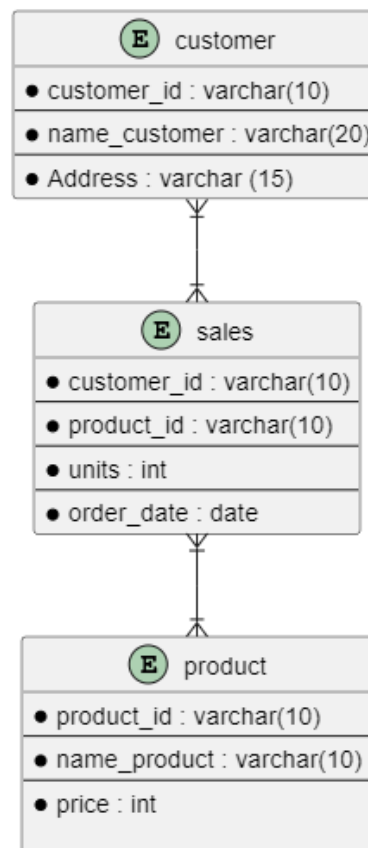 E customer
customer_id : varchar(10)
name_customer : varchar(20)
Address : varchar (15)
E sales
customer_id : varchar(10)
product_id : varchar(10)
units : int
order_date : date
E product
product_id : varchar(10)
name_product : varchar(10)
price : int